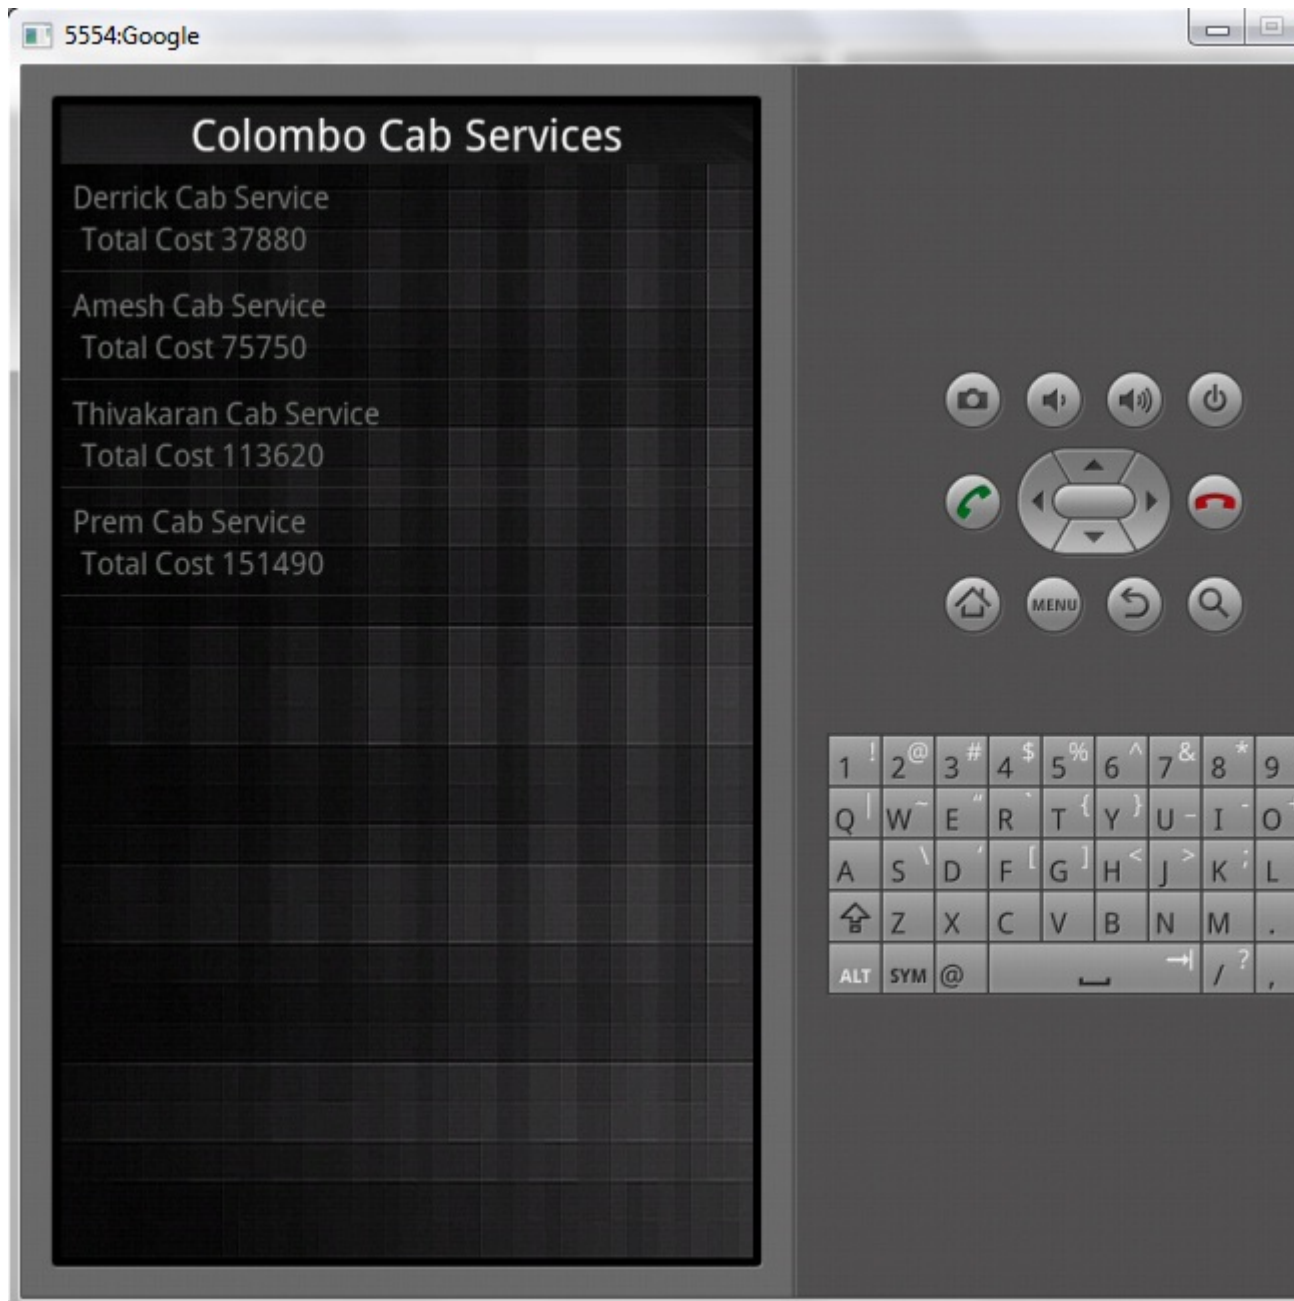 5554:Google
Colombo Cab Services
Derrick Cab Service
Total Cost 37880
Amesh Cab Service
Total Cost 75750
Thivakaran Cab Service
Total Cost 113620
Prem Cab Service
Total Cost 151490
MENU
1 ! 2 @ 3 # 4 $ 5 % 6 ^ 7 & 8 * 9
Q | W ~ E " R ` T { Y } U _ I - O
A S \ D ' F [ G ] H < J > K ; L
Z X C V B N M .
ALT SYM @ / ? ,